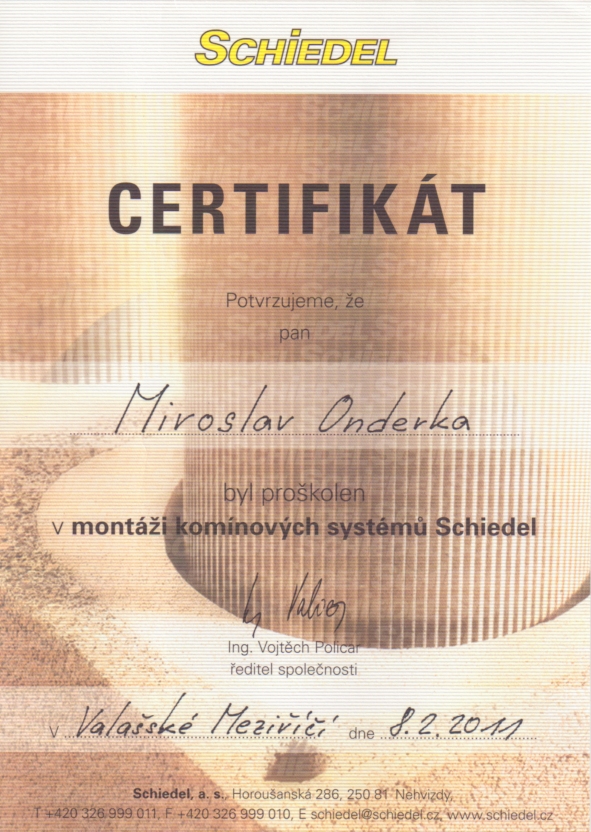 SCHiEDEL
CERTIFIKÁT
Potvrzujeme, že
pan
Miroslav Onderka
byl proškolen
v montáži komínových systémů Schiedel
Ing. Vojtěch Policar
ředitel společnosti
v Valašské Meziříčí dne 8.2.2011
Schiedel, a. s., Horoušanská 286, 250 81 Nehvizdy,
T +420 326 999 011, F +420 326 999 010, E schiedel@schiedel.cz, www.schiedel.cz